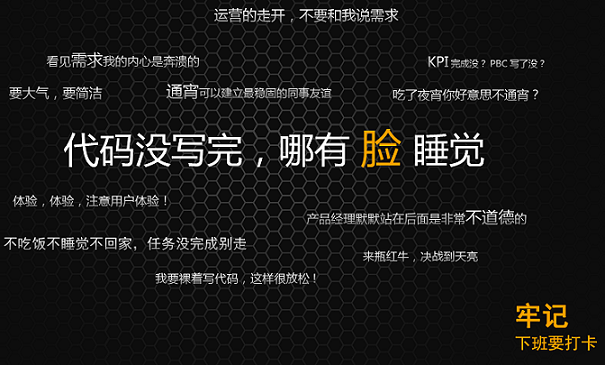 运营的走开，不要和我说需求
看见需求我的内心是奔溃的
KPI 完成没？ PBC 写了没？
要大气，要简洁
通宵可以建立最稳固的同事友谊
吃了夜宵你好意思不通宵？
代码没写完，哪有 脸 睡觉
体验，体验，注意用户体验！
产品经理默默站在后面是非常不道德的
不吃饭不睡觉不回家，任务没完成别走
来瓶红牛，决战到天亮
我要裸着写代码，这样很放松！
牢记
下班要打卡